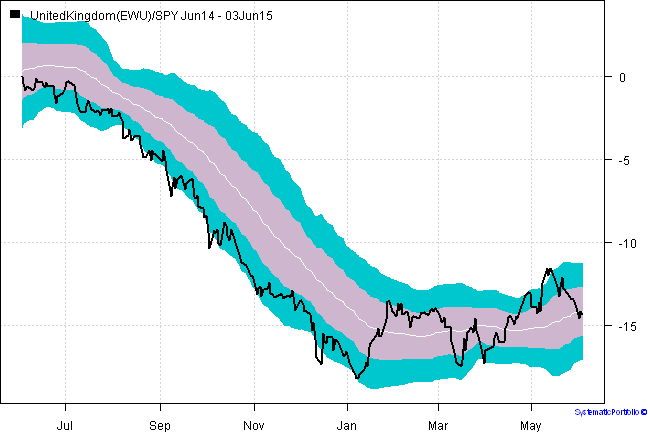 UnitedKingdom(EWU)/SPY Jun14 - 03Jun15
0
-5
-10
-15
SystematicPortfolio ©
Jul Sep Nov Jan Mar May